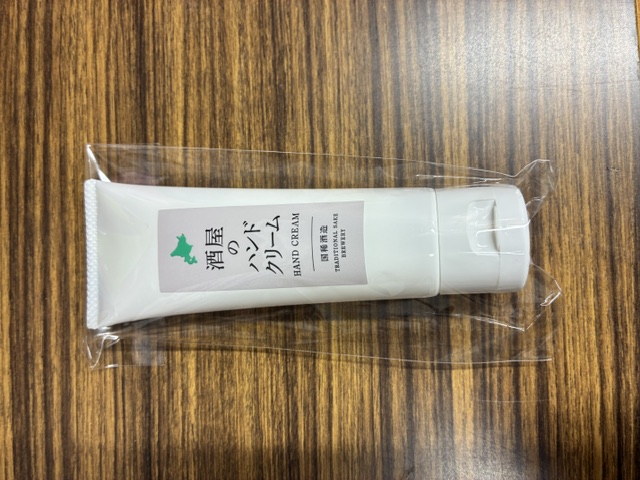 酒屋
の
ハンド
クリーム
HAND CREAM
国稀酒造
TRADITIONAL SAKE
BREWERY